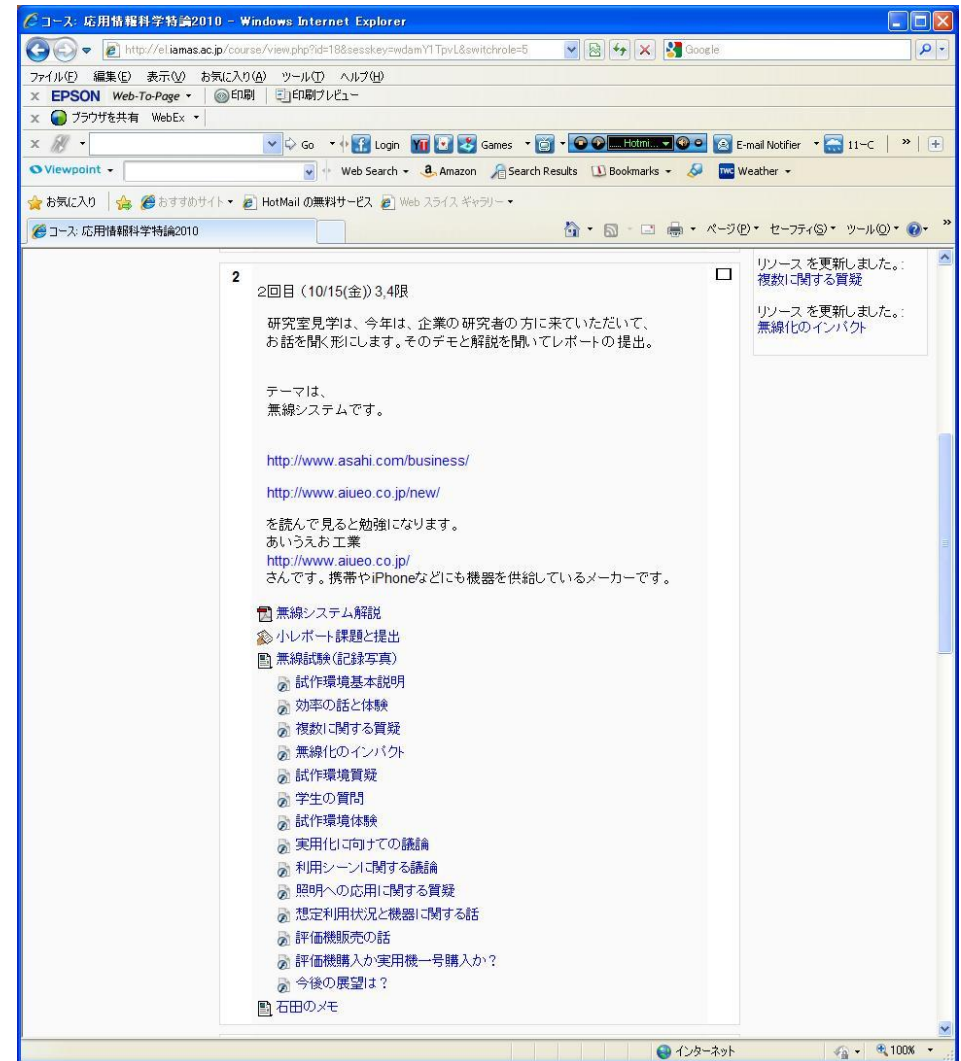 コース: 応用情報科学特論2010 - Windows Internet Explorer
http://el.iamas.ac.jp/course/view.php?id=18&sesskey=wdamY1TpvL&switchrole=5
Google
ファイル(F) 編集(E) 表示(V) お気に入り(A) ツール(T) ヘルプ(H)
x EPSON Web-To-Page 印刷 印刷プレビュー
x ブラウザを共有 WebEx
x Go Login Games Hotmi... E-mail Notifier 11~C »
Viewpoint Web Search Amazon Search Results Bookmarks TWC Weather
お気に入り おすすめサイト HotMail の無料サービス Web スライス ギャラリー
コース: 応用情報科学特論2010 ページ(P) セーフティ(S) ツール(O) »
2
2回目 (10/15(金)) 3,4限
研究室見学は、今年は、企業の研究者の方に来ていただいて、
お話を聞く形にします。そのデモと解説を聞いてレポートの提出。
テーマは、
無線システムです。
http://www.asahi.com/business/
http://www.aiueo.co.jp/new/
を読んで見ると勉強になります。
あいうえお工業
http://www.aiueo.co.jp/
さんです。携帯やiPhoneなどにも機器を供給しているメーカーです。
無線システム解説
小レポート課題と提出
無線試験(記録写真)
試作環境基本説明
効率の話と体験
複数に関する質疑
無線化のインパクト
試作環境質疑
学生の質問
試作環境体験
実用化に向けての議論
利用シーンに関する議論
照明への応用に関する質疑
想定利用状況と機器に関する話
評価機販売の話
評価機購入か実用機一号購入か?
今後の展望は?
石田のメモ
リソース を更新しました。:
複数に関する質疑
リソース を更新しました。:
無線化のインパクト
インターネット 100%